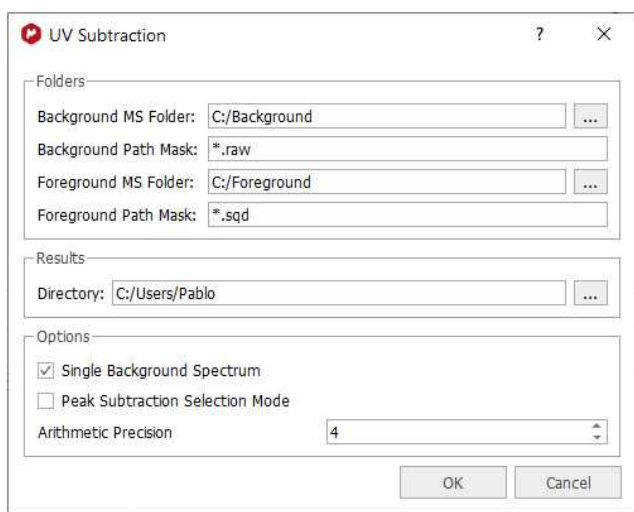 UV Subtraction ?
Folders
Background MS Folder: C:/Background ...
Background Path Mask: *.raw
Foreground MS Folder: C:/Foreground ...
Foreground Path Mask: *.sqd
Results
Directory: C:/Users/Pablo ...
Options
Single Background Spectrum
Peak Subtraction Selection Mode
Arithmetic Precision 4
OK Cancel